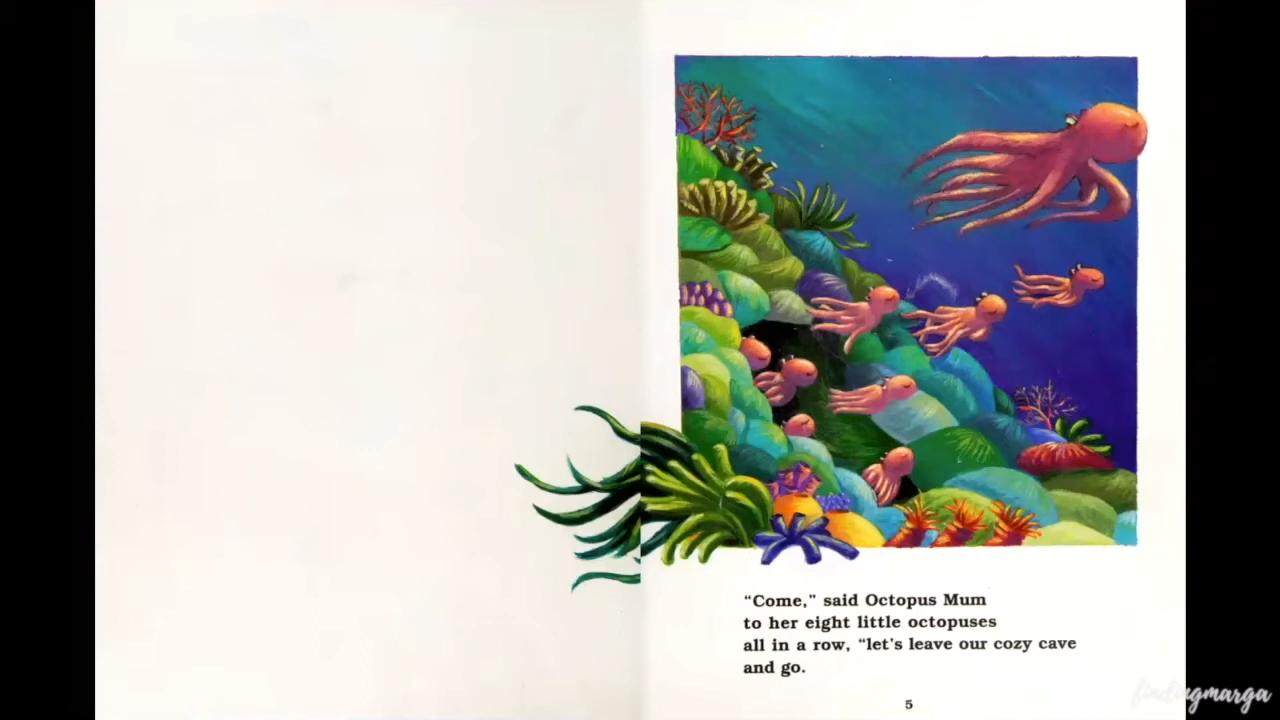 “Come,” said Octopus Mum
to her eight little octopuses
all in a row, “let’s leave our cozy cave
and go.
5
findingmarga